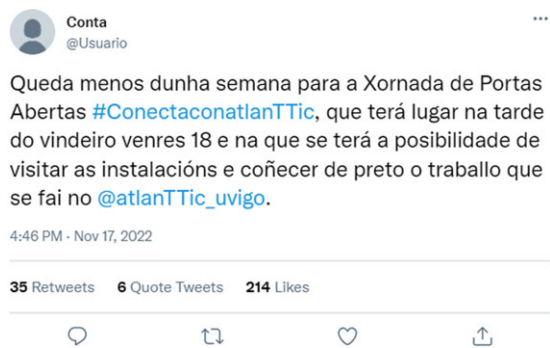 Conta
@Usuario
Queda menos dunha semana para a Xornada de Portas
Abertas #ConectaconatlanTTic, que terá lugar na tarde
do vindeiro venres 18 e na que se terá a posibilidade de
visitar as instalacións e coñecer de preto o traballo que
se fai no @atlanTTic_uvigo.
4:46 PM · Nov 17, 2022
35 Retweets 6 Quote Tweets 214 Likes